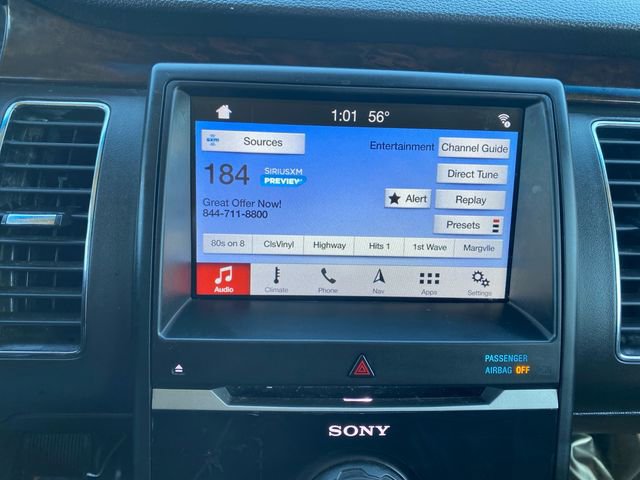 1:01 56°
sxm Sources
Entertainment
Channel Guide
184
SIRIUSXM
PREVIEW
Direct Tune
Great Offer Now!
844-711-8800
Alert
Replay
Presets
80s on 8 ClsVinyl Highway Hits 1 1st Wave Margvlle
Audio Climate Phone Nav Apps Settings
PASSENGER
AIRBAG OFF
SONY